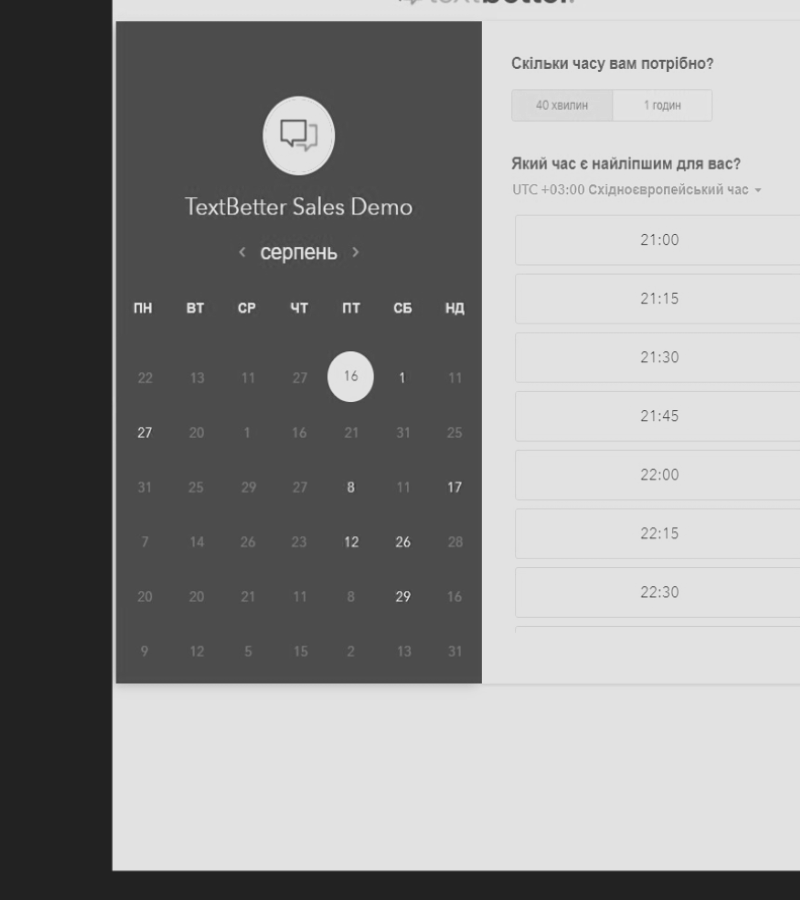 TextBetter Sales Demo
серпень
ПН ВТ СР ЧТ ПТ СБ НД
22 13 11 27 16 1 11
27 20 1 16 21 31 25
31 25 29 27 8 11 17
7 14 26 23 12 26 28
20 20 21 11 8 29 16
9 12 5 15 2 13 31
Скільки часу вам потрібно?
40 хвилин 1 годин
Який час є найліпшим для вас?
UTC +03:00 Східноєвропейський час
21:00
21:15
21:30
21:45
22:00
22:15
22:30